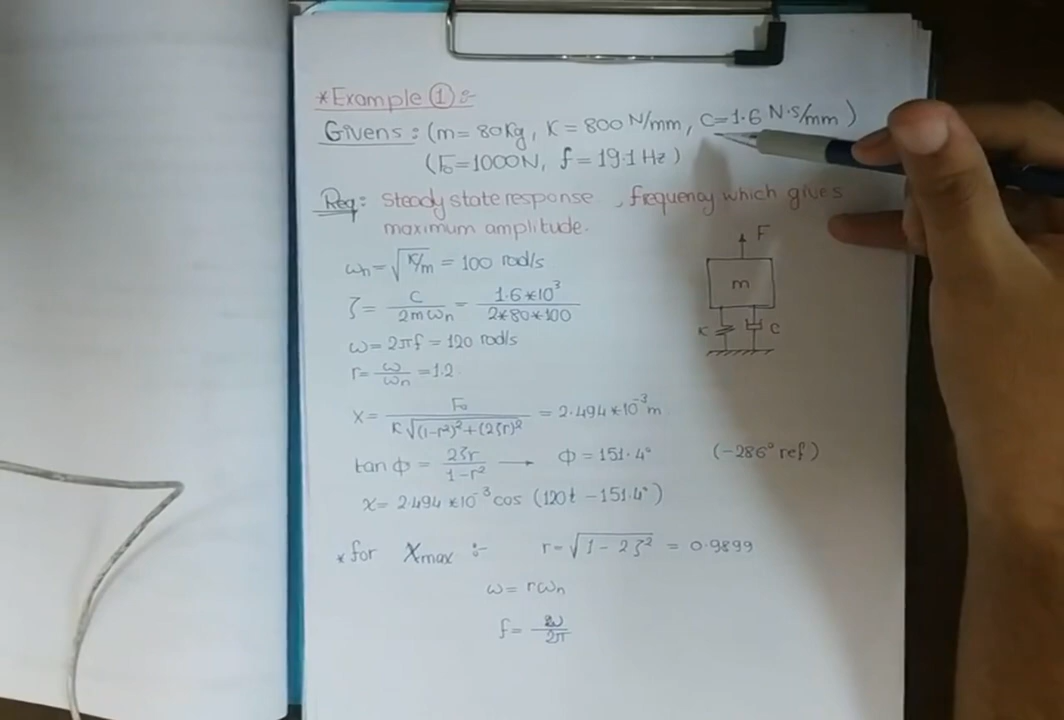 *Example ① :-
Givens : (m = 80Kg, K = 800 N/mm, C=1.6 N.s/mm)
(F₀=1000N, f = 19.1 Hz)
Req: Steady state response , frequency which gives
maximum amplitude.
F
ωn = √K/m = 100 rad/s
m
ζ = C / 2mωn = 1.6*10³ / 2*80*100
K C
ω = 2πf = 120 rad/s
r = ω / ωn = 1.2
X = F₀ / K√(1-r²)²+(2ζr)² = 2.494*10⁻³m
tan Φ = 2ζr / 1-r² → Φ = 151.4° (-286° ref)
x = 2.494 *10⁻³ cos (120t - 151.4°)
* for Xmax :- r = √1 - 2ζ² = 0.9899
ω = rωn
f = ω / 2π